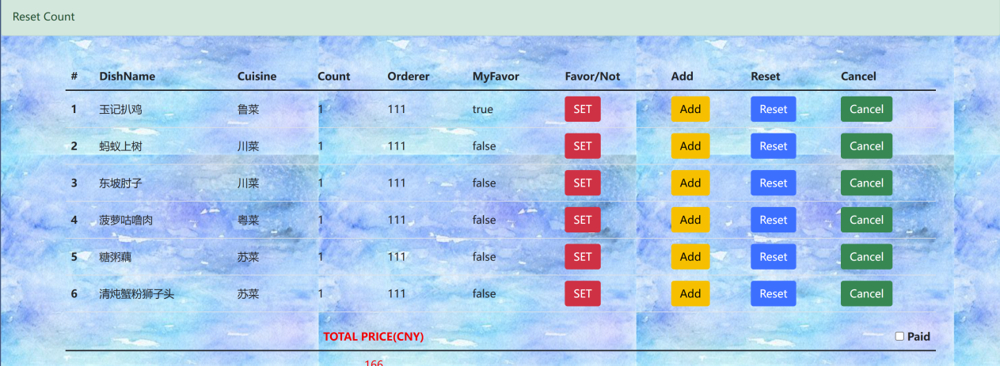 Reset Count
# DishName Cuisine Count Orderer MyFavor Favor/Not Add Reset Cancel
1 玉记扒鸡 鲁菜 1 111 true SET Add Reset Cancel
2 蚂蚁上树 川菜 1 111 false SET Add Reset Cancel
3 东坡肘子 川菜 1 111 false SET Add Reset Cancel
4 菠萝咕噜肉 粤菜 1 111 false SET Add Reset Cancel
5 糖粥藕 苏菜 1 111 false SET Add Reset Cancel
6 清炖蟹粉狮子头 苏菜 1 111 false SET Add Reset Cancel
TOTAL PRICE(CNY) Paid
166